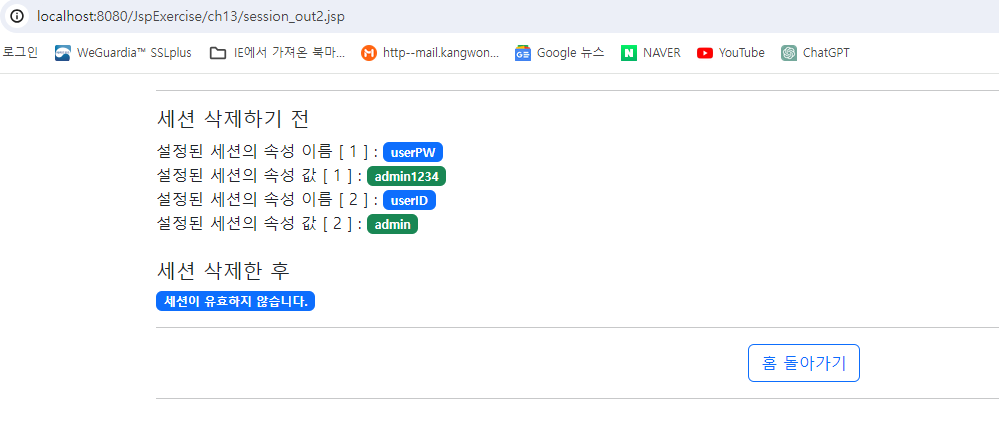 localhost:8080/JspExercise/ch13/session_out2.jsp
로그인 WeGuardia™ SSLplus IE에서 가져온 북마... http--mail.kangwon... Google 뉴스 NAVER YouTube ChatGPT
세션 삭제하기 전
설정된 세션의 속성 이름 [ 1 ] : userPW
설정된 세션의 속성 값 [ 1 ] : admin1234
설정된 세션의 속성 이름 [ 2 ] : userID
설정된 세션의 속성 값 [ 2 ] : admin
세션 삭제한 후
세션이 유효하지 않습니다.
홈 돌아가기